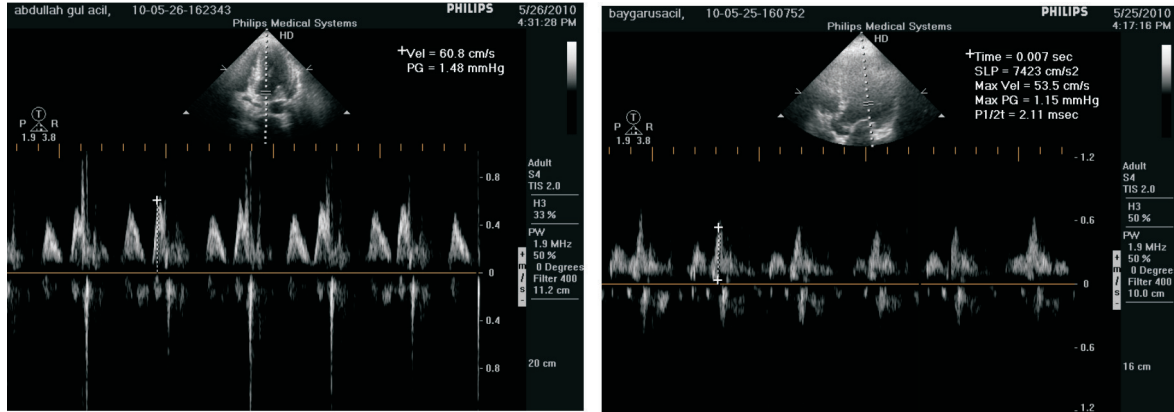 abdullah gul acil, 10-05-26-162343 PHILIPS 5/26/2010
4:31:28 PM
Philips Medical Systems
HD
+Vel = 60.8 cm/s
PG = 1.48 mmHg
T
P R
1.9 3.8
- 0.8
- 0.4
- 0
- 0.4
- 0.8
Adult
S4
TIS 2.0
H3
33 %
PW
1.9 MHz
50 %
0 Degrees
Filter 400
11.2 cm
+
m
/
s
-
20 cm
baygarusacil, 10-05-25-160752 PHILIPS 5/25/2010
4:17:16 PM
Philips Medical Systems
HD
+Time = 0.007 sec
SLP = 7423 cm/s2
Max Vel = 53.5 cm/s
Max PG = 1.15 mmHg
P1/2t = 2.11 msec
T
P R
1.9 3.8
- 1.2
- 0.6
- 0
- 0.6
-1.2
Adult
S4
TIS 2.0
H3
50 %
PW
1.9 MHz
50 %
0 Degrees
Filter 400
10.0 cm
+
m
/
s
-
16 cm